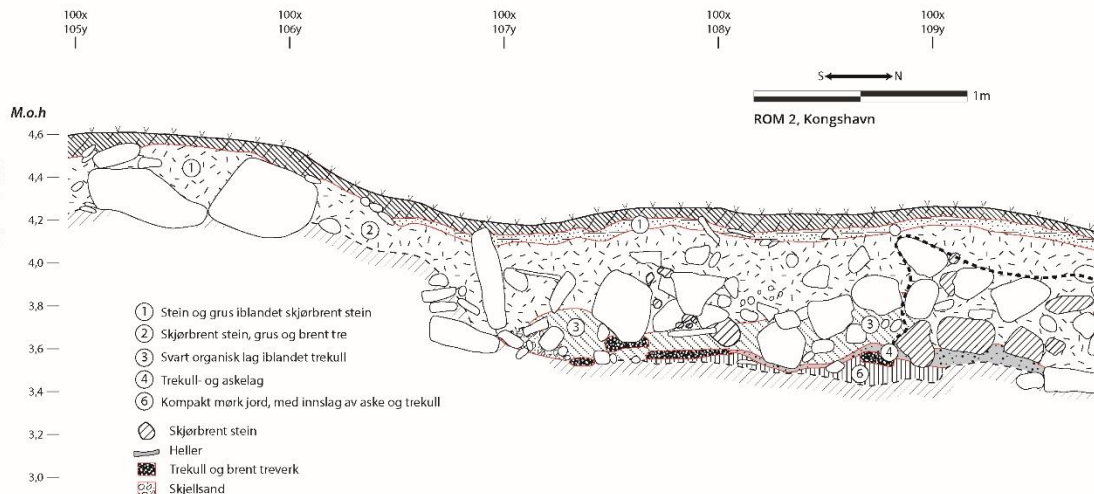 100x 100x 100x 100x 100x
105y 106y 107y 108y 109y
S N
1m
ROM 2, Kongshavn
M.o.h
4,6
4,4
4,2
4,0
3,8
3,6
3,4
3,2
3,0
1
2
1
3
3
4
6
1 Stein og grus iblandet skjørbrent stein
2 Skjørbrent stein, grus og brent tre
3 Svart organisk lag iblandet trekull
4 Trekull- og askelag
6 Kompakt mørk jord, med innslag av aske og trekull
Skjørbrent stein
Heller
Trekull og brent treverk
Skjellsand